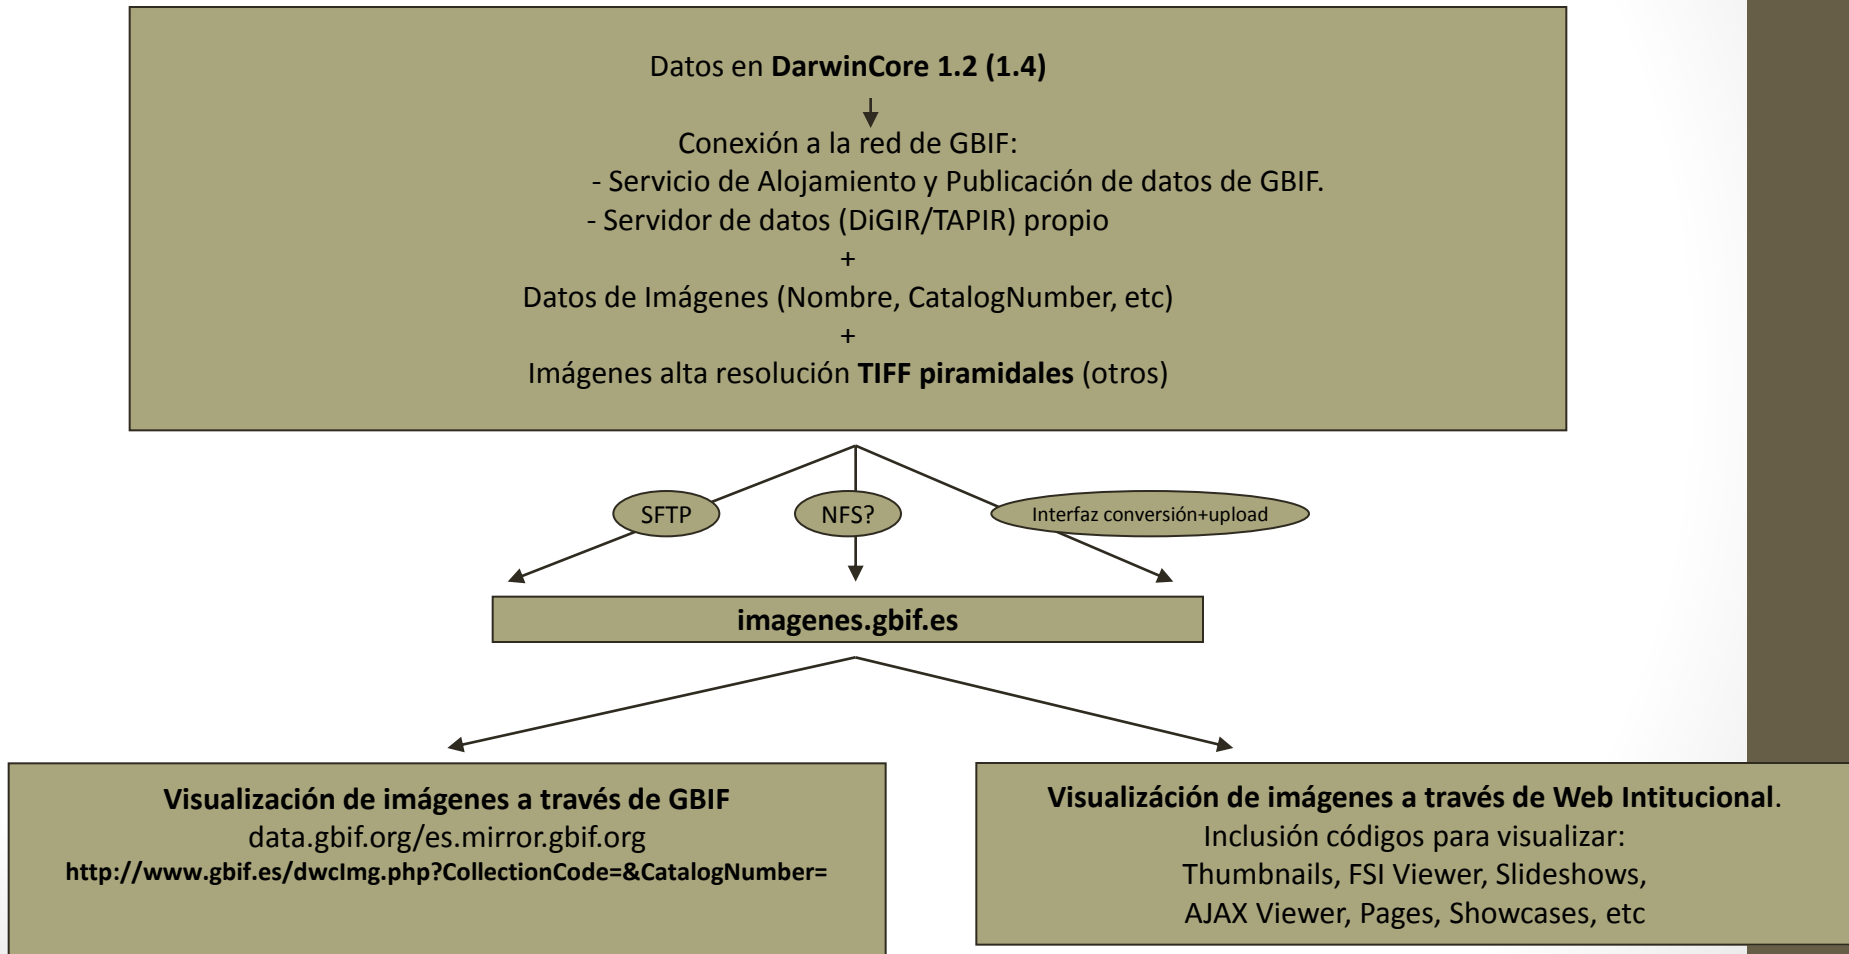 Datos en DarwinCore 1.2 (1.4)
Conexión a la red de GBIF:
- Servicio de Alojamiento y Publicación de datos de GBIF.
- Servidor de datos (DiGIR/TAPIR) propio
+
Datos de Imágenes (Nombre, CatalogNumber, etc)
+
Imágenes alta resolución TIFF piramidales (otros)
SFTP
NFS?
Interfaz conversión+upload
imagenes.gbif.es
Visualización de imágenes a través de GBIF
data.gbif.org/es.mirror.gbif.org
http://www.gbif.es/dwcImg.php?CollectionCode=&CatalogNumber=
Visualizáción de imágenes a través de Web Intitucional.
Inclusión códigos para visualizar:
Thumbnails, FSI Viewer, Slideshows,
AJAX Viewer, Pages, Showcases, etc